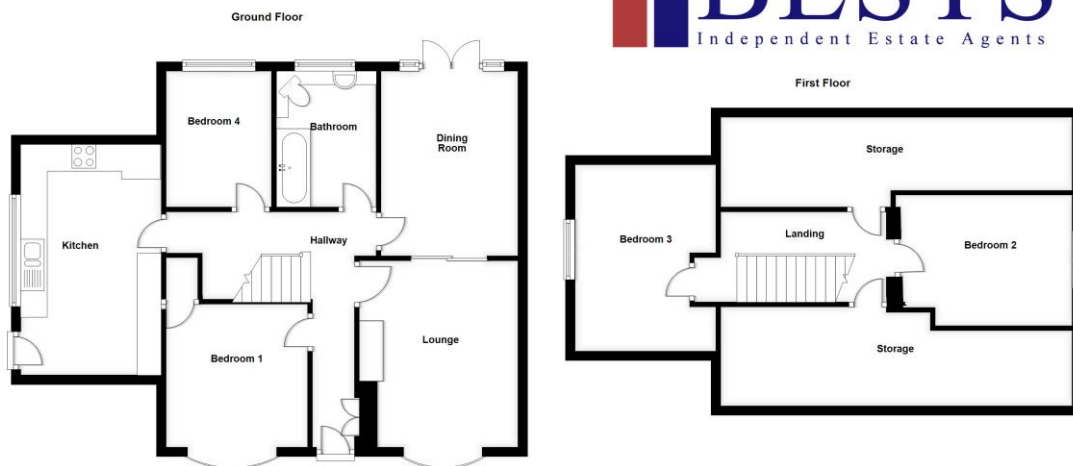 BESTS
Independent Estate Agents
Ground Floor
Bedroom 4
Bathroom
Dining
Room
Kitchen
Hallway
Bedroom 1
Lounge
First Floor
Storage
Bedroom 3
Landing
Bedroom 2
Storage